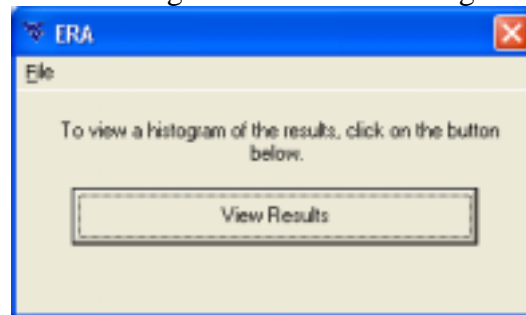 ERA
File
To view a histogram of the results, click on the button
below.
View Results